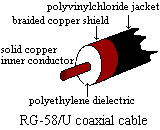 polyvinylchloride jacket
braided copper shield
solid copper
inner conductor
polyethylene dielectric
RG-58/U coaxial cable